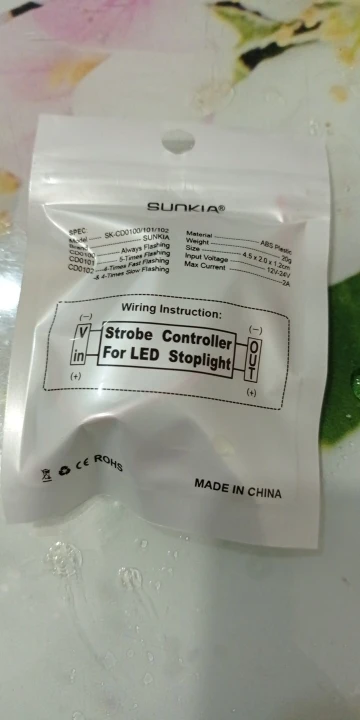 SUNKIA®
SPEC
Model SK-CD0100/101/102
Brand SUNKIA
CD0100 Always Flashing
CD0101 5-Times Flashing
CD0102 4-Times Fast Flashing
& 4-Times Slow Flashing
Material ABS Plastic
Weight 20g
Size 4.5 x 2.0 x 1.2cm
Input Voltage 12V-24V
Max Current 2A
Wiring Instruction:
(-)
V in
(+)
Strobe Controller
For LED Stoplight
(-)
OUT
(+)
CE ROHS
MADE IN CHINA